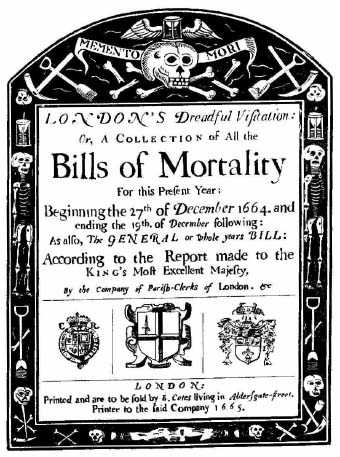 MEMENTO MORI
LONDON'S Dreadful Viſitation:
Or, A COLLECTION of All the
Bills of Mortality
For this Preſent Year:
Beginning the 27th of December 1664. and
ending the 19th. of December following:
As alſo, The GENERAL or whole years BILL:
According to the Report made to the
KING'S Moſt Excellent Majeſty,
By the Company of Pariſh-Clerks of London. &c
C R
LONDON:
Printed and are to be ſold by E. Cotes living in Alderſgate-ſtreet.
Printer to the ſaid Company 1665.